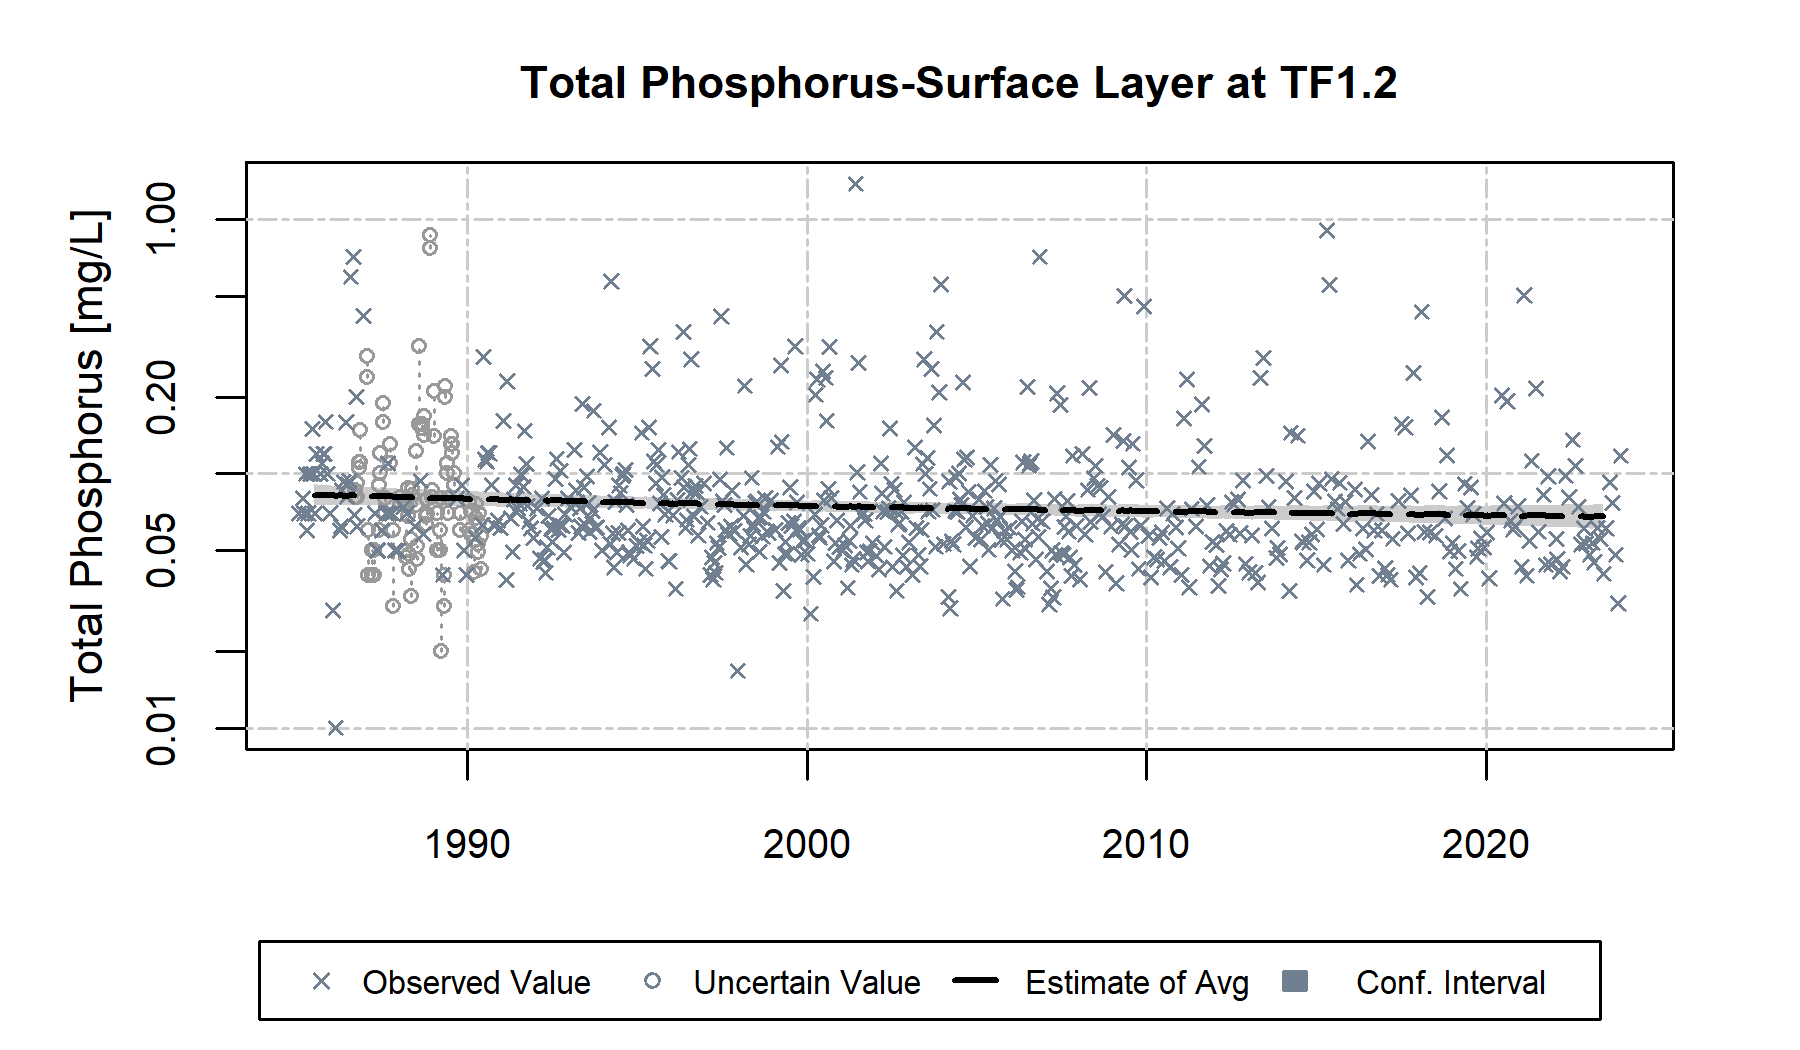 Total Phosphorus-Surface Layer at TF1.2
Total Phosphorus [mg/L]
1.00
0.20
0.05
0.01
1990 2000 2010 2020
Observed Value Uncertain Value Estimate of Avg Conf. Interval